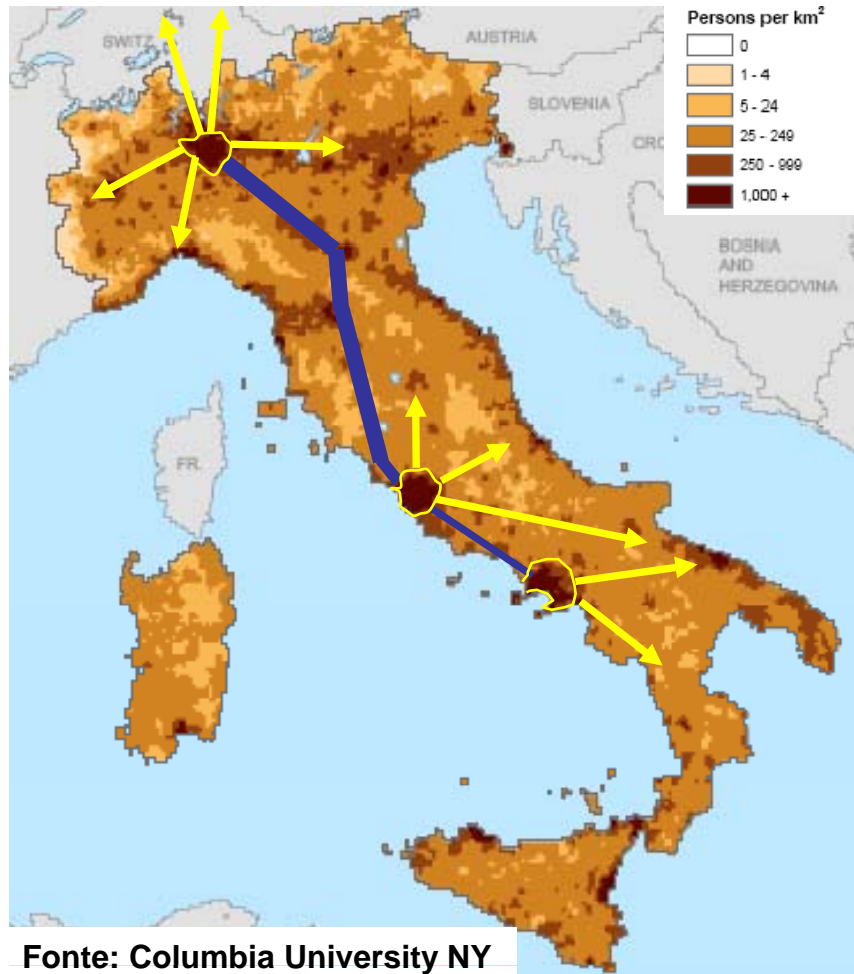 Persons per km²
0
1 - 4
5 - 24
25 - 249
250 - 999
1,000 +
SWITZ.
AUSTRIA
SLOVENIA
CRO
BOSNIA
AND
HERZEGOVINA
FR.
Fonte: Columbia University NY